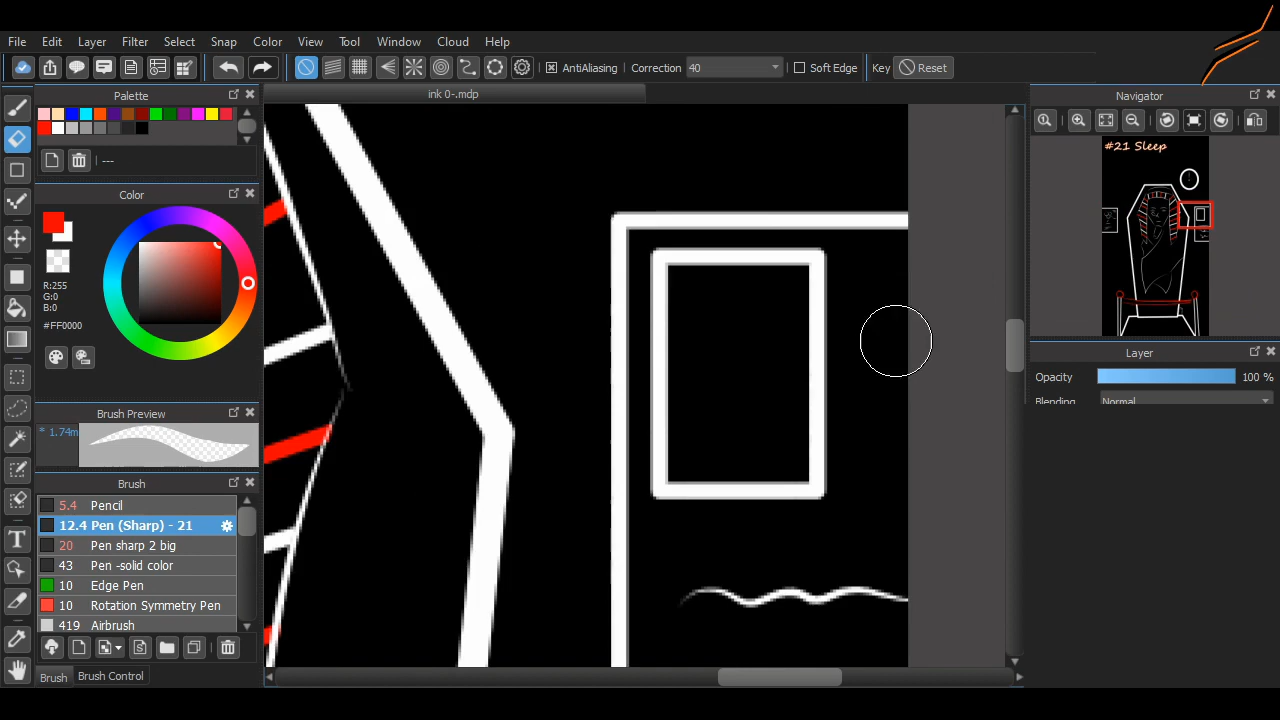 File Edit Layer Filter Select Snap Color View Tool Window Cloud Help
AntiAliasing Correction 40 Soft Edge Key Reset
Palette
---
Color
R:255
G:0
B:0
#FF0000
Brush Preview
* 1.74m
Brush
5.4 Pencil
12.4 Pen (Sharp) - 21
20 Pen sharp 2 big
43 Pen -solid color
10 Edge Pen
10 Rotation Symmetry Pen
419 Airbrush
Brush Brush Control
ink 0-.mdp
Navigator
#21 Sleep
Layer
Opacity 100 %
Blending Normal